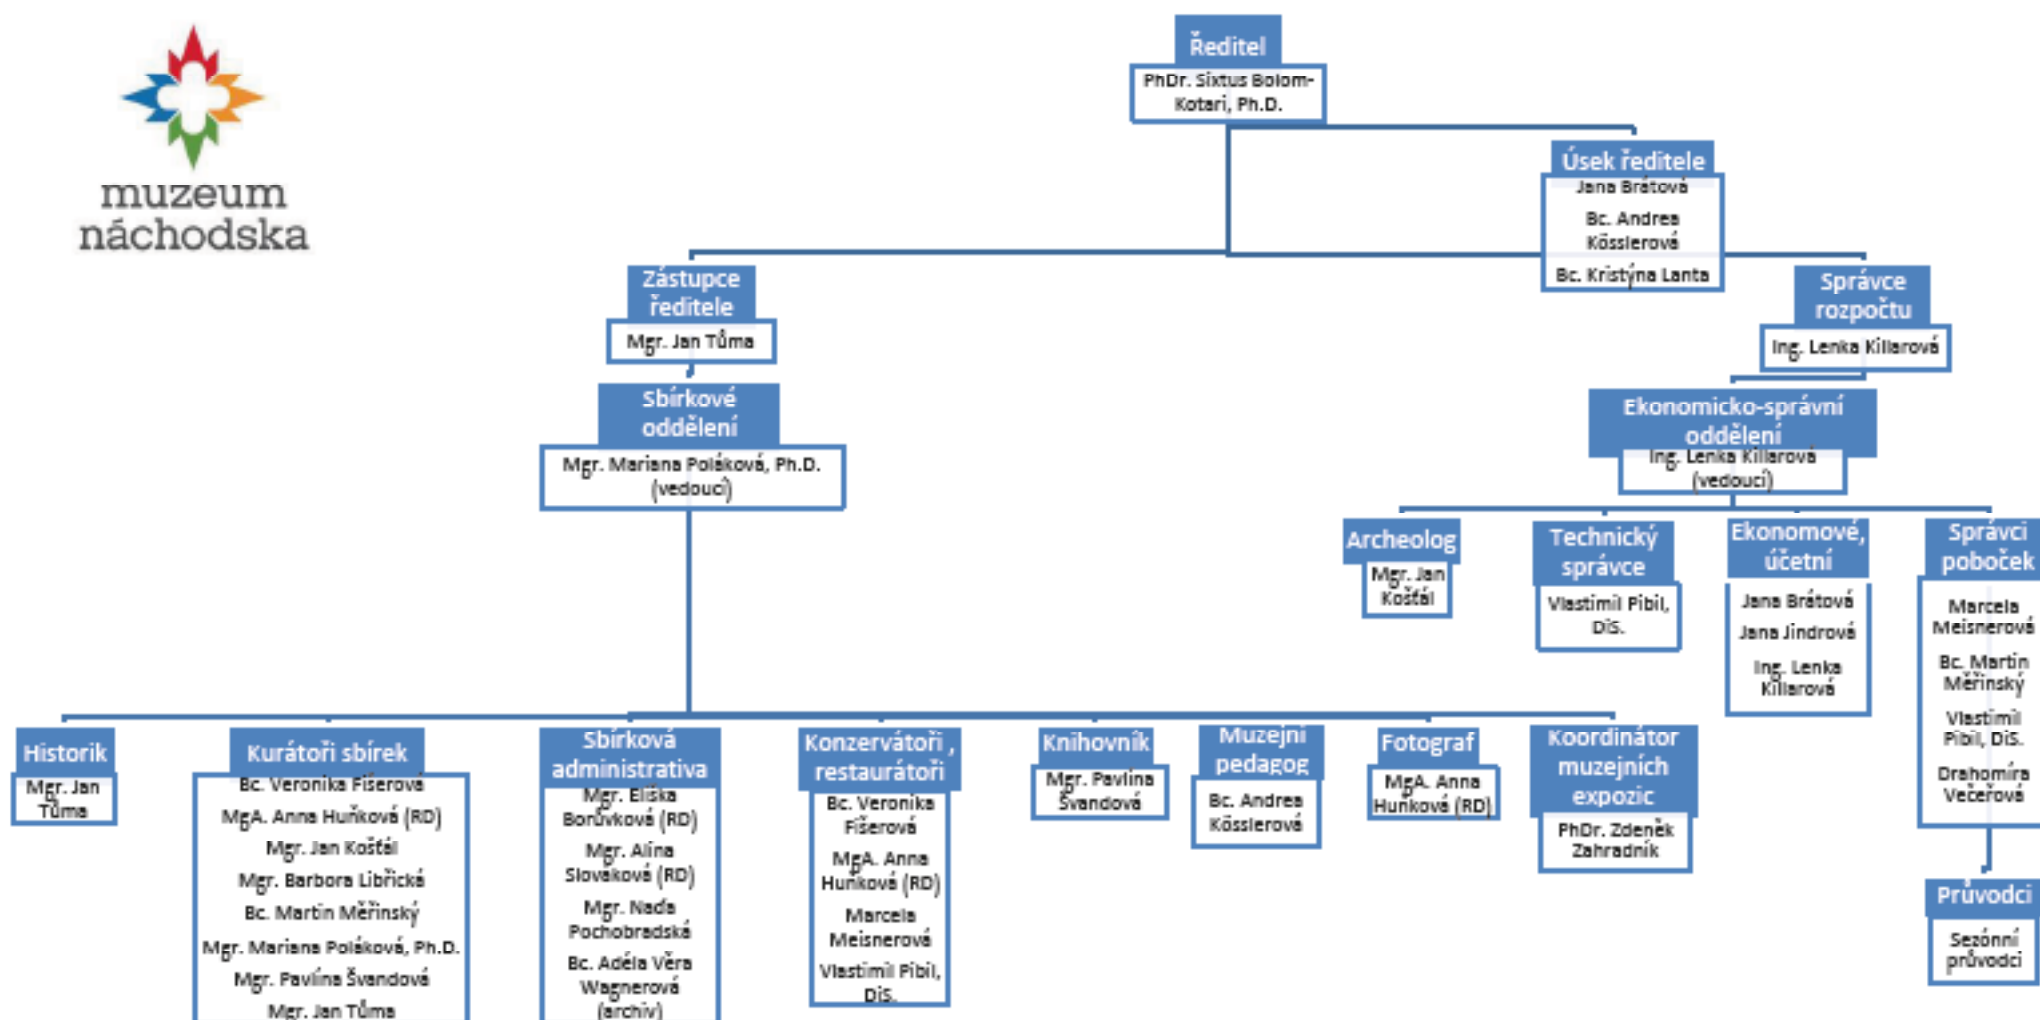 muzeum
náchodska
Ředitel
PhDr. Sixtus Bolom-
Kotari, Ph.D.
Úsek ředitele
Jana Brátová
Bc. Andrea
Kösslerová
Bc. Kristýna Lanta
Zástupce
ředitele
Mgr. Jan Tůma
Správce
rozpočtu
Ing. Lenka Killarová
Sbírkové
oddělení
Mgr. Mariana Poláková, Ph.D.
(vedoucí)
Ekonomicko-správní
oddělení
Ing. Lenka Killarová
(vedoucí)
Archeolog
Mgr. Jan
Košťál
Technický
správce
Vlastimil Pibil,
DiS.
Ekonomové,
účetní
Jana Brátová
Jana Jindrová
Ing. Lenka
Killarová
Správci
poboček
Marcela
Meisnerová
Bc. Martin
Měřinský
Vlastimil
Pibil, DiS.
Drahomíra
Večeřová
Průvodci
Sezónní
průvodci
Historik
Mgr. Jan
Tůma
Kurátoři sbírek
Bc. Veronika Fišerová
MgA. Anna Huňková (RD)
Mgr. Jan Košťál
Mgr. Barbora Libřická
Bc. Martin Měřinský
Mgr. Mariana Poláková, Ph.D.
Mgr. Pavlína Švandová
Mgr. Jan Tůma
Sbírková
administrativa
Mgr. Eliška
Borůvková (RD)
Mgr. Alina
Slováková (RD)
Mgr. Naďa
Pochobradská
Bc. Adéla Věra
Wagnerová
(archiv)
Konzervátoři ,
restaurátoři
Bc. Veronika
Fišerová
MgA. Anna
Huňková (RD)
Marcela
Meisnerová
Vlastimil Pibil,
DiS.
Knihovník
Mgr. Pavlína
Švandová
Muzejní
pedagog
Bc. Andrea
Kösslerová
Fotograf
MgA. Anna
Huňková (RD)
Koordinátor
muzejních
expozic
PhDr. Zdeněk
Zahradník